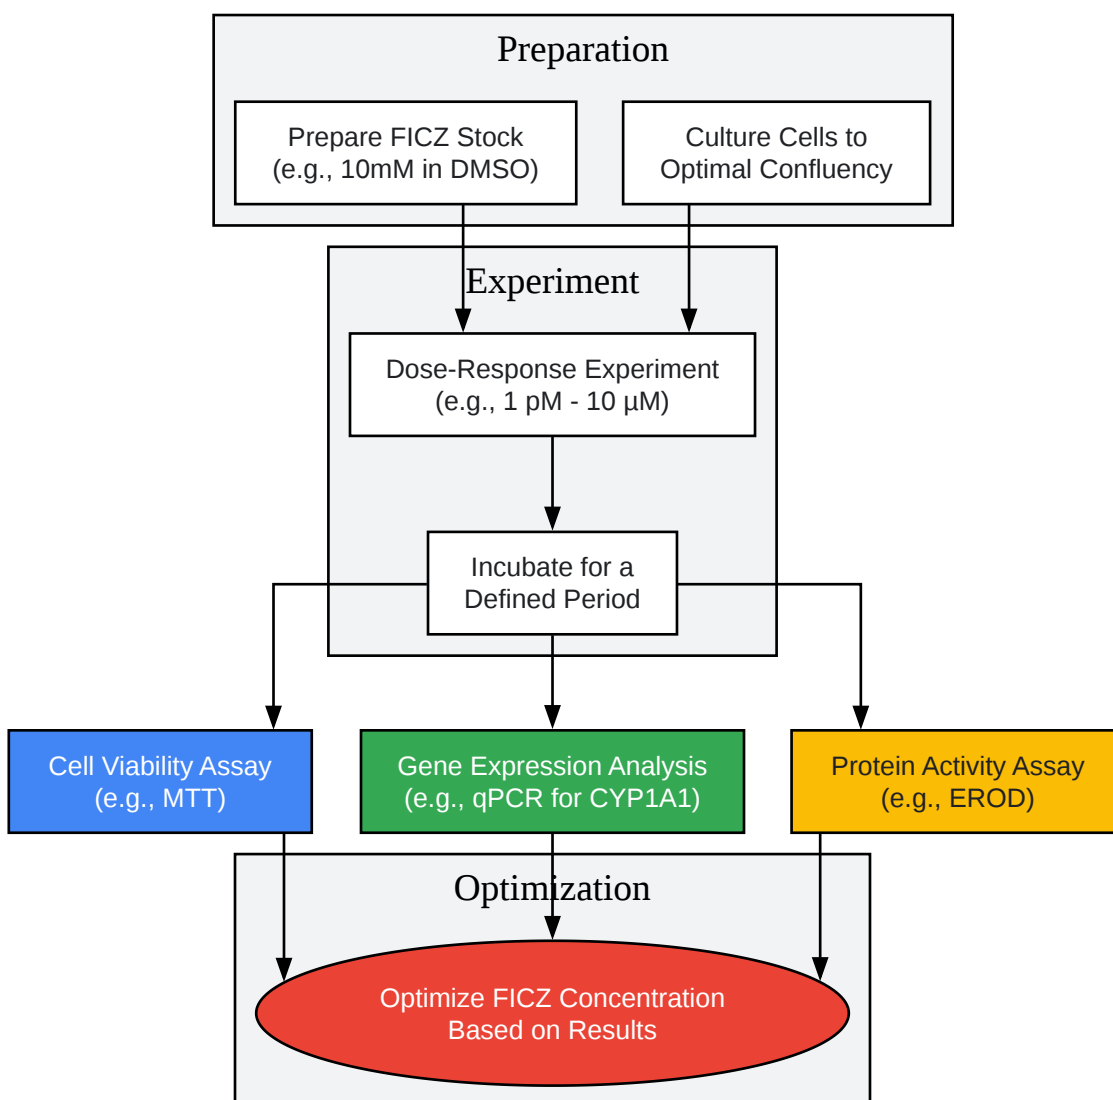 Preparation
Prepare FICZ Stock
(e.g., 10mM in DMSO)
Culture Cells to
Optimal Confluency
Experiment
Dose-Response Experiment
(e.g., 1 pM - 10 µM)
Incubate for a
Defined Period
Cell Viability Assay
(e.g., MTT)
Gene Expression Analysis
(e.g., qPCR for CYP1A1)
Protein Activity Assay
(e.g., EROD)
Optimization
Optimize FICZ Concentration
Based on Results